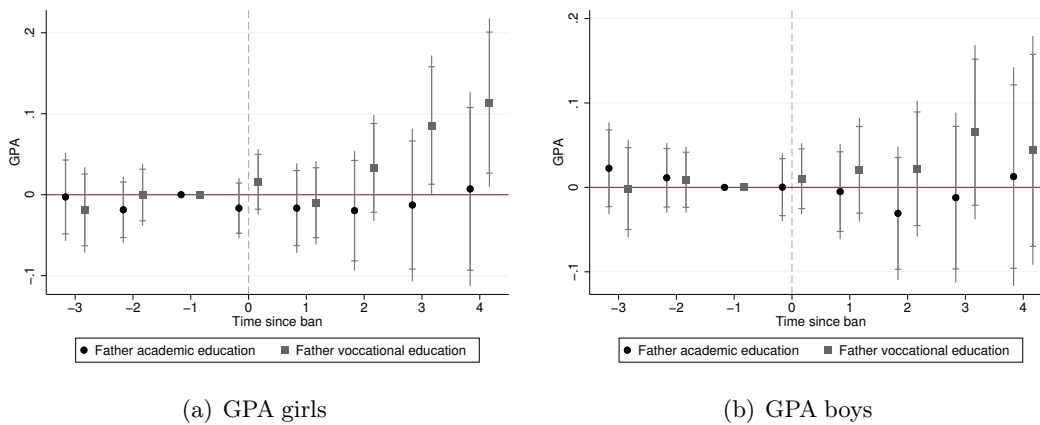 .2
.1
0
-.1
GPA
-3 -2 -1 0 1 2 3 4
Time since ban
Father academic education Father voccational education
(a) GPA girls
.2
.1
0
-.1
GPA
-3 -2 -1 0 1 2 3 4
Time since ban
Father academic education Father voccational education
(b) GPA boys